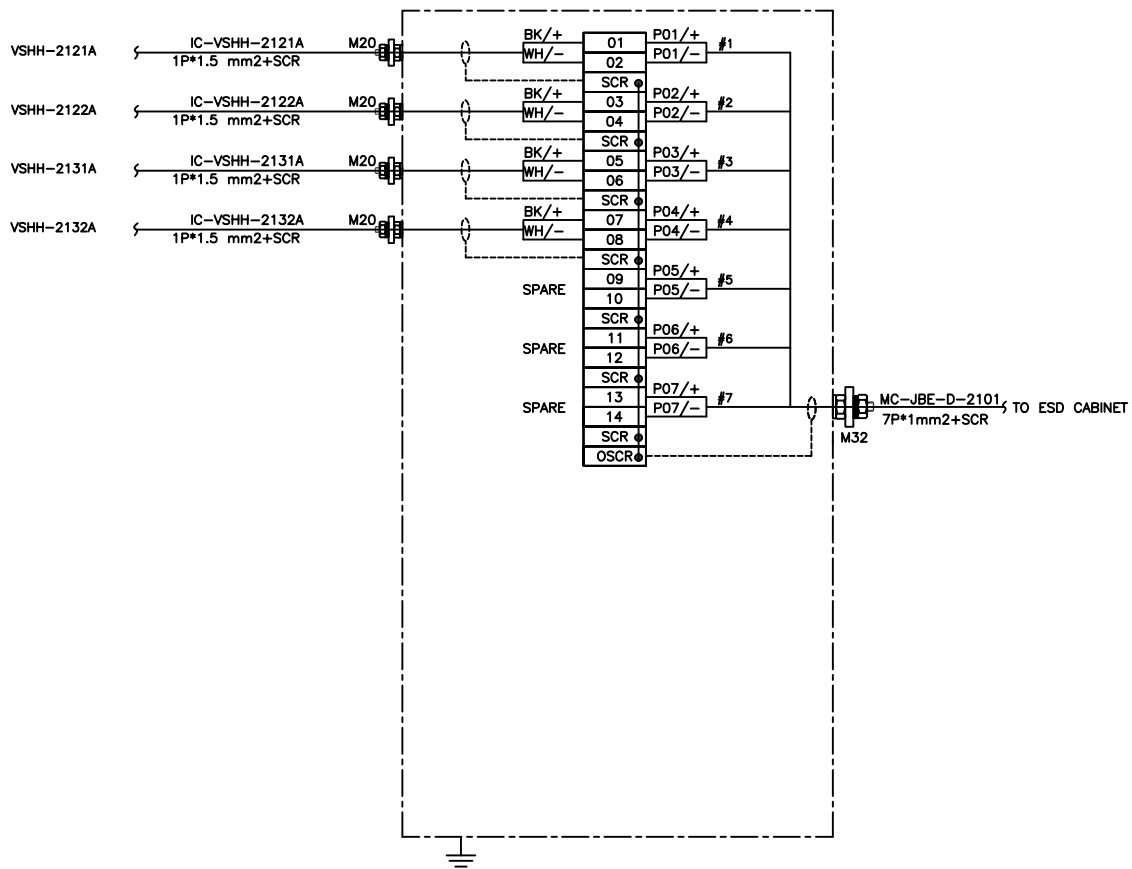 VSHH-2121A
IC-VSHH-2121A
1P*1.5 mm2+SCR
M20
BK/+
WH/-
01
02
SCR
P01/+
P01/-
#1
VSHH-2122A
IC-VSHH-2122A
1P*1.5 mm2+SCR
M20
BK/+
WH/-
03
04
SCR
P02/+
P02/-
#2
VSHH-2131A
IC-VSHH-2131A
1P*1.5 mm2+SCR
M20
BK/+
WH/-
05
06
SCR
P03/+
P03/-
#3
VSHH-2132A
IC-VSHH-2132A
1P*1.5 mm2+SCR
M20
BK/+
WH/-
07
08
SCR
P04/+
P04/-
#4
SPARE
09
10
SCR
P05/+
P05/-
#5
SPARE
11
12
SCR
P06/+
P06/-
#6
SPARE
13
14
SCR
OSCR
P07/+
P07/-
#7
M32
MC-JBE-D-2101
7P*1mm2+SCR
TO ESD CABINET